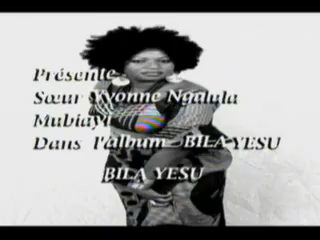 Présente
Sœur Yvonne Ngalula
Mubiayi
Dans l'album BILA YESU
BILA YESU